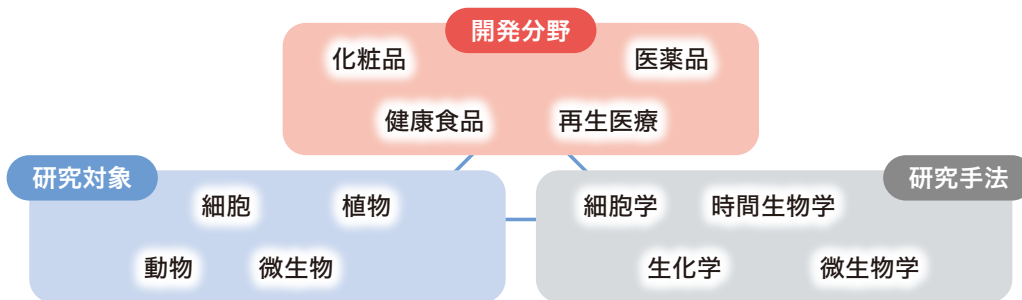 開発分野
化粧品 医薬品
健康食品 再生医療
研究対象
細胞 植物
動物 微生物
研究手法
細胞学 時間生物学
生化学 微生物学